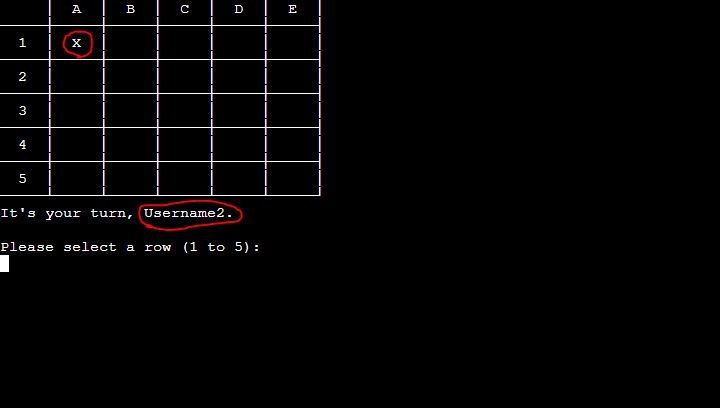 A B C D E
1 X
2
3
4
5
It's your turn, Username2.
Please select a row (1 to 5):